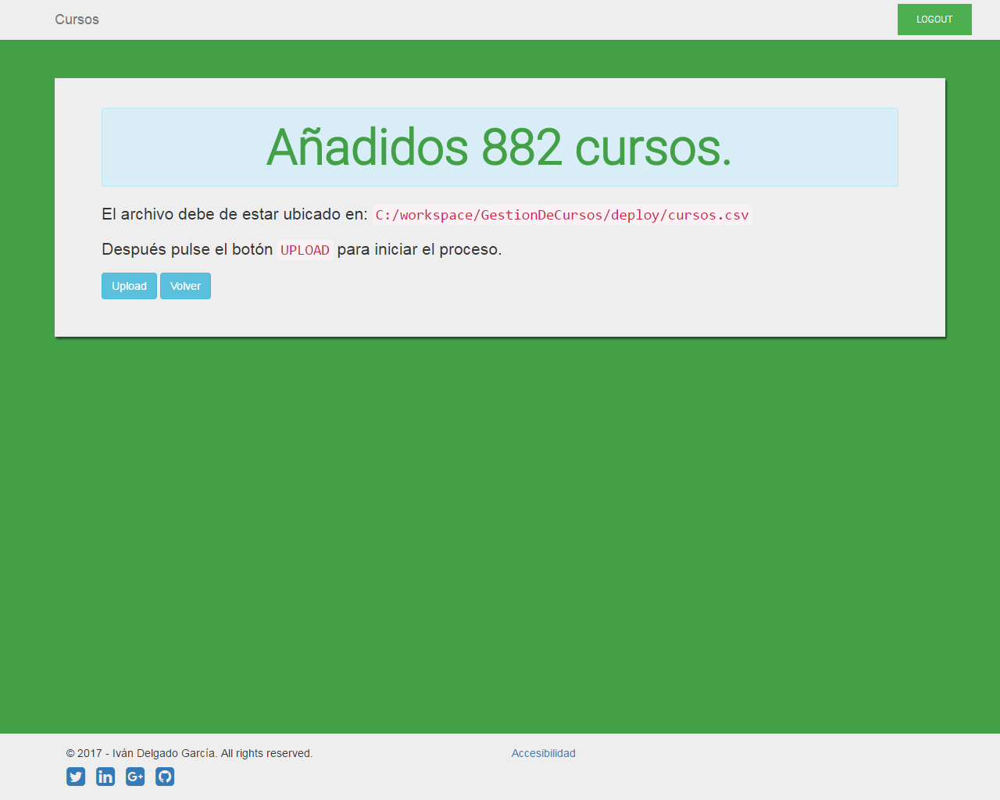 Cursos
LOGOUT
Añadidos 882 cursos.
El archivo debe de estar ubicado en: C:/workspace/GestionDeCursos/deploy/cursos.csv
Después pulse el botón UPLOAD para iniciar el proceso.
Upload Volver
© 2017 - Iván Delgado García. All rights reserved.
Accesibilidad